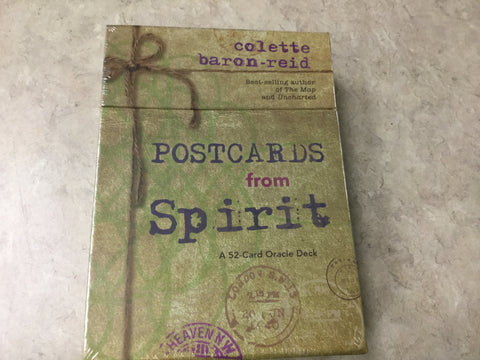 colette
baron-reid
Best-selling author
of The Map
and Uncharted
POSTCARDS
from
Spirit
A 52-Card Oracle Deck
LONDON S.W.
HEAVEN N.W.